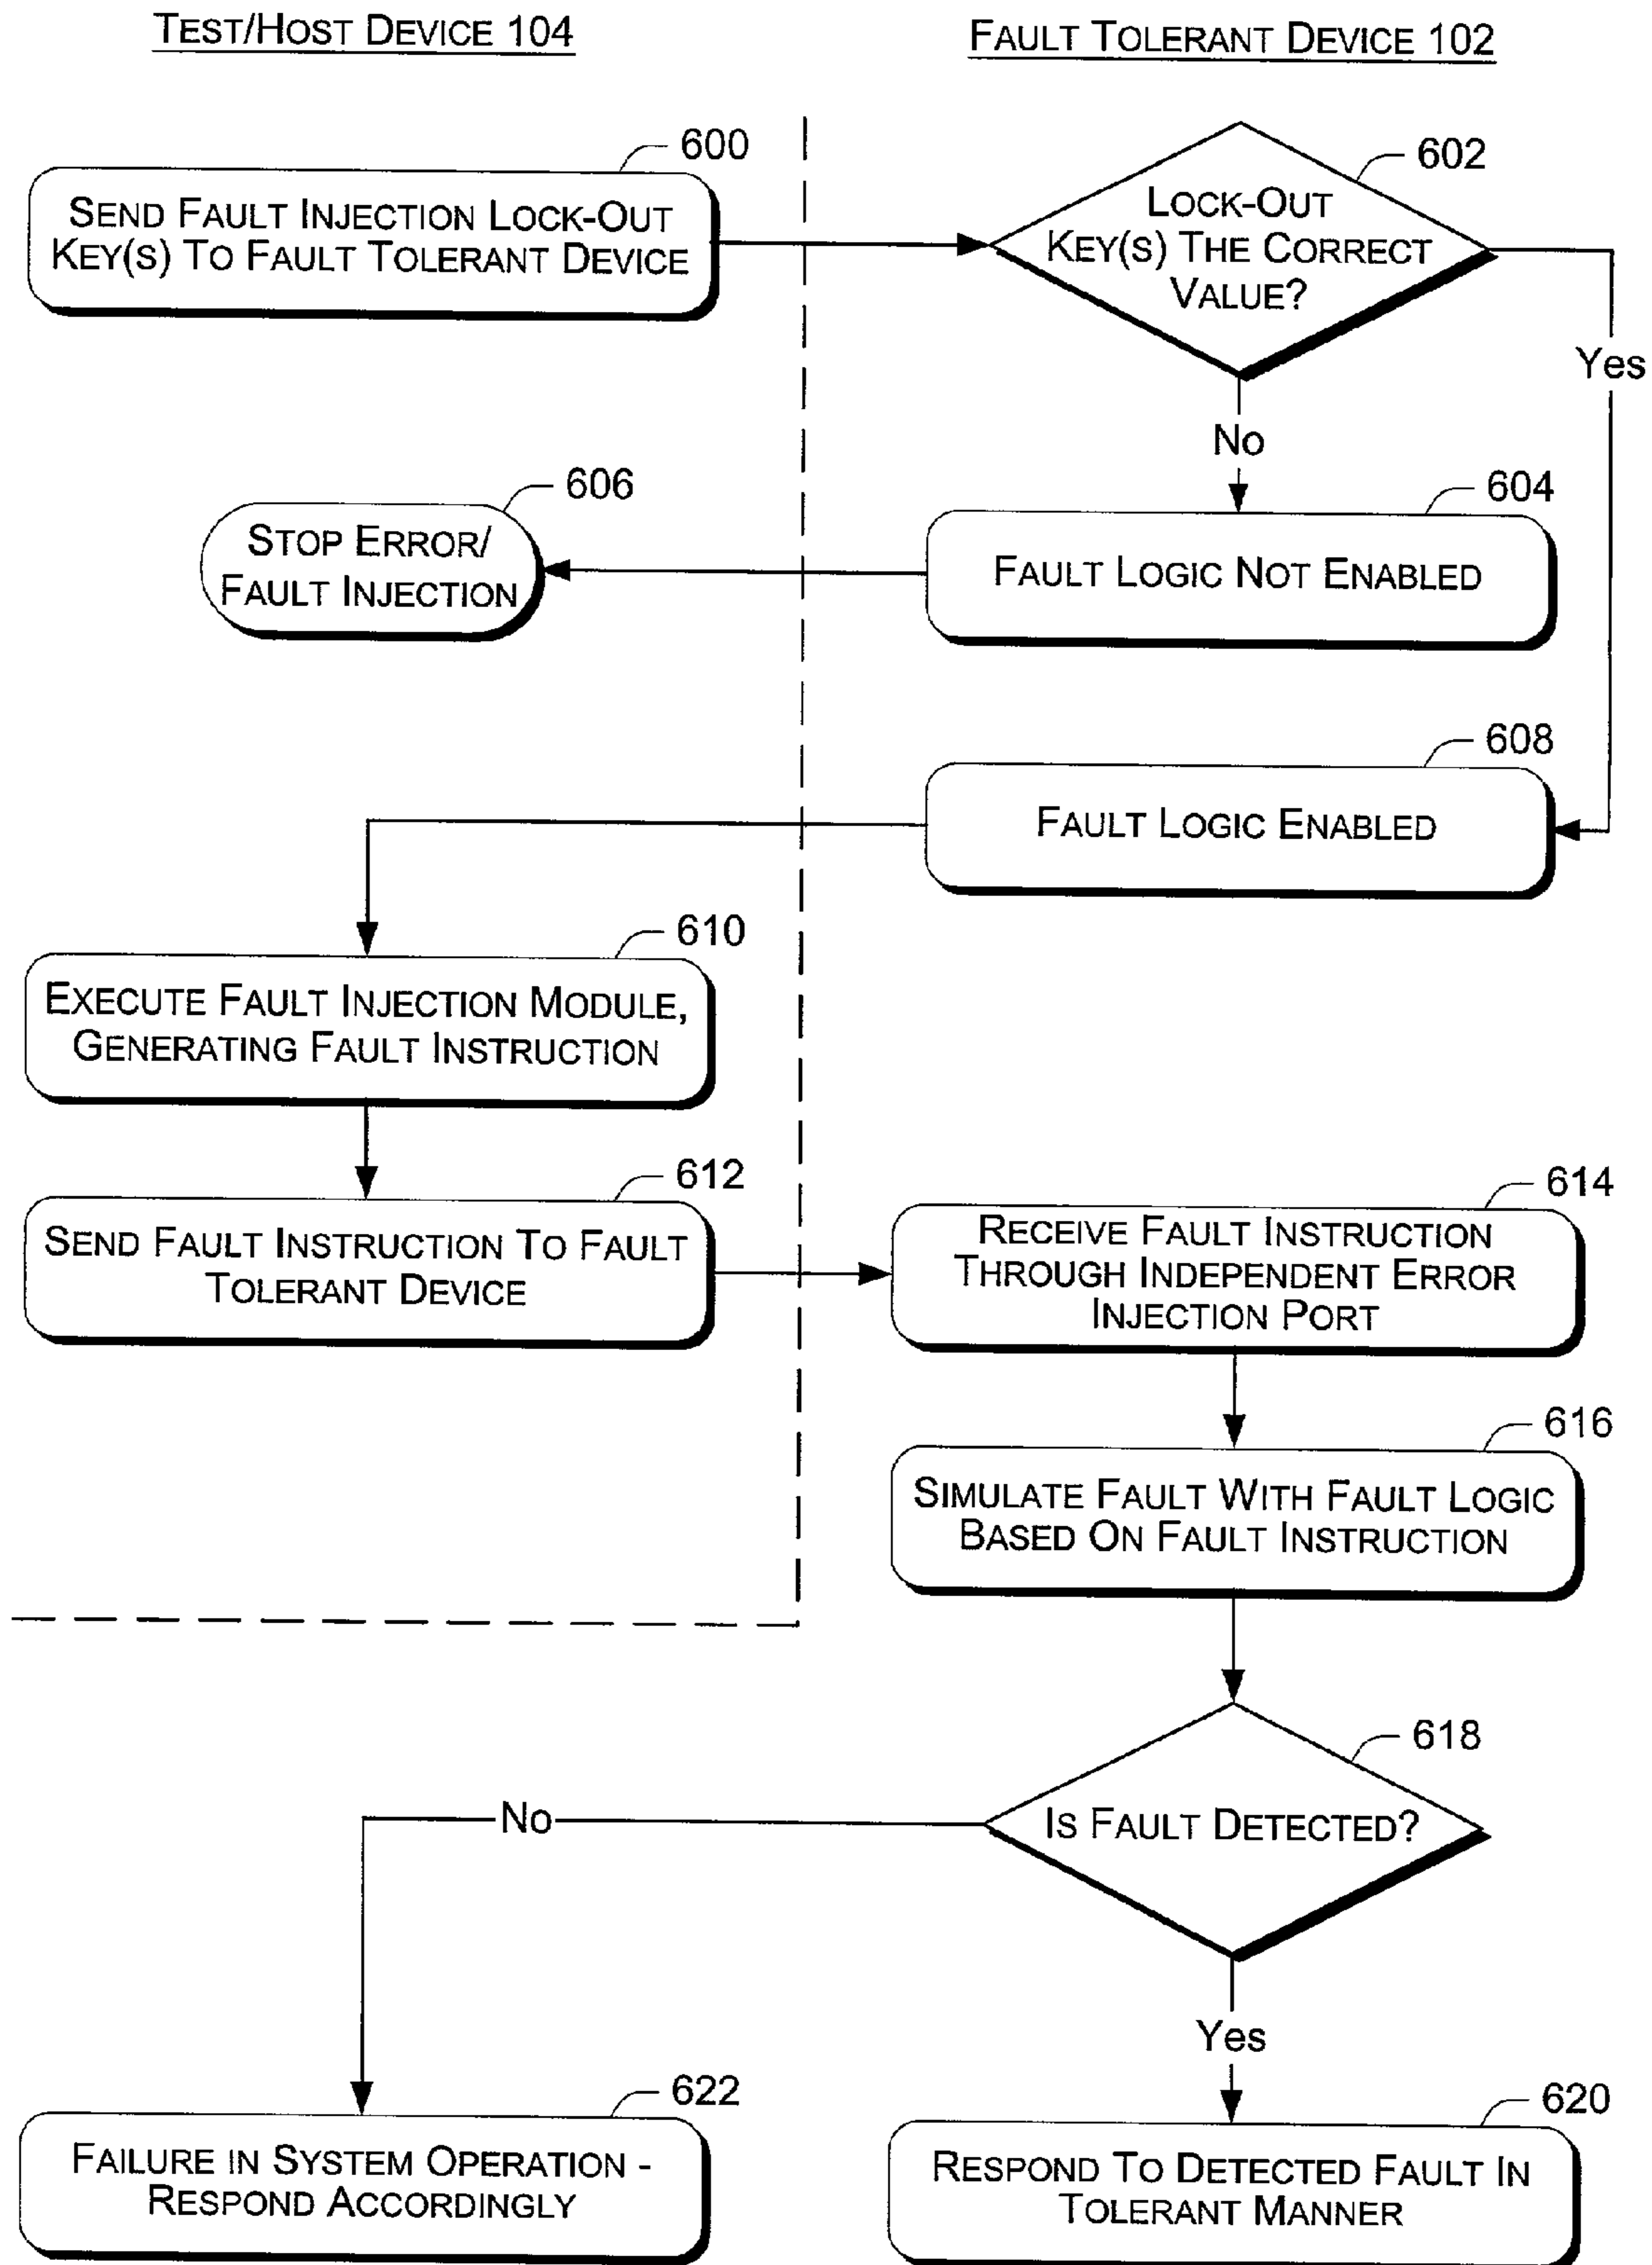 TEST/HOST DEVICE 104
FAULT TOLERANT DEVICE 102
600
SEND FAULT INJECTION LOCK-OUT
KEY(S) TO FAULT TOLERANT DEVICE
602
LOCK-OUT
KEY(S) THE CORRECT
VALUE?
Yes
No
604
FAULT LOGIC NOT ENABLED
606
STOP ERROR/
FAULT INJECTION
608
FAULT LOGIC ENABLED
610
EXECUTE FAULT INJECTION MODULE,
GENERATING FAULT INSTRUCTION
612
SEND FAULT INSTRUCTION TO FAULT
TOLERANT DEVICE
614
RECEIVE FAULT INSTRUCTION
THROUGH INDEPENDENT ERROR
INJECTION PORT
616
SIMULATE FAULT WITH FAULT LOGIC
BASED ON FAULT INSTRUCTION
618
IS FAULT DETECTED?
No
Yes
622
FAILURE IN SYSTEM OPERATION -
RESPOND ACCORDINGLY
620
RESPOND TO DETECTED FAULT IN
TOLERANT MANNER